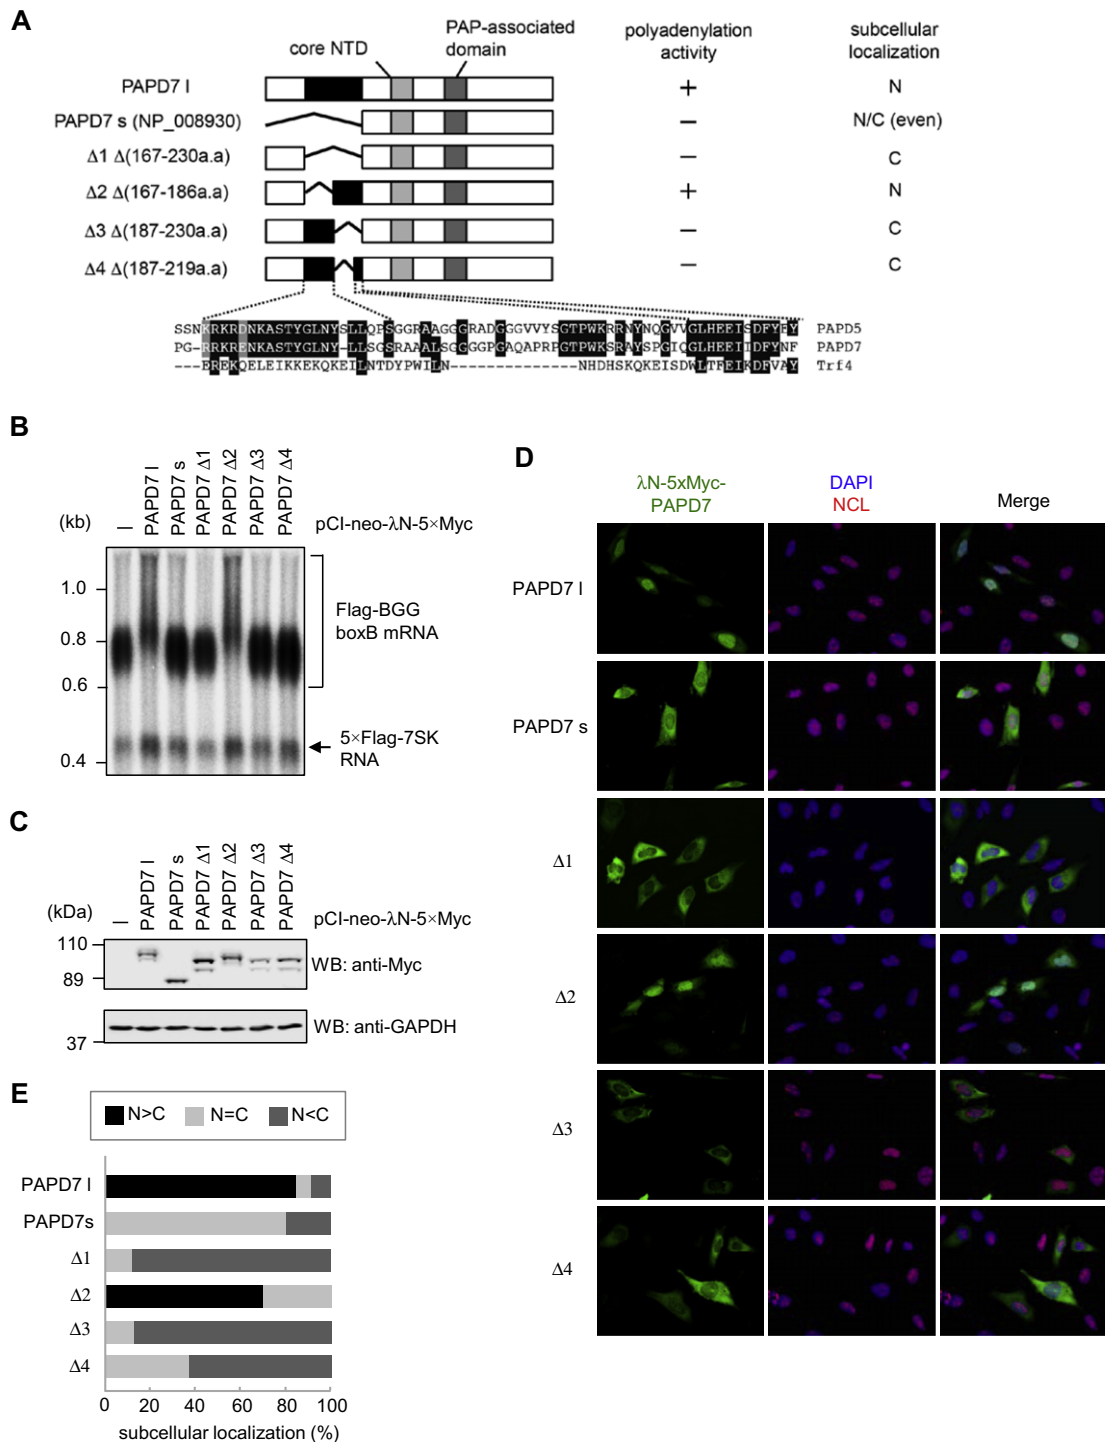 A
core NTD
PAP-associated
domain
polyadenylation
activity
subcellular
localization
PAPD7 l
+
N
PAPD7 s (NP_008930)
−
N/C (even)
Δ1 Δ(167-230a.a)
−
C
Δ2 Δ(167-186a.a)
+
N
Δ3 Δ(187-230a.a)
−
C
Δ4 Δ(187-219a.a)
−
C
SSNKRKRDNKASTYGLNYSLLQPSGGRAAGGGRADGGGVVYSGTPWKRRNYNQGVVGLHEEISDFYEY PAPD5
PG-RRKRENKASTYGLNY-LLSGSRAAALSGGGGPGAQAPRPGTPWKSRAYSPGIQGLHEEIIDFYNF PAPD7
B
(kb)
—
PAPD7 l
PAPD7 s
PAPD7 Δ1
PAPD7 Δ2
PAPD7 Δ3
PAPD7 Δ4
pCI-neo-λN-5×Myc
1.0
0.8
0.6
0.4
Flag-BGG
boxB mRNA
5×Flag-7SK
RNA
C
(kDa)
—
PAPD7 l
PAPD7 s
PAPD7 Δ1
PAPD7 Δ2
PAPD7 Δ3
PAPD7 Δ4
pCI-neo-λN-5×Myc
110
89
WB: anti-Myc
37
WB: anti-GAPDH
D
λN-5xMyc-
PAPD7
DAPI
NCL
Merge
PAPD7 l
PAPD7 s
Δ1
Δ2
Δ3
Δ4
E
N>C N=C N<C
PAPD7 l
PAPD7s
Δ1
Δ2
Δ3
Δ4
0 20 40 60 80 100
subcellular localization (%)